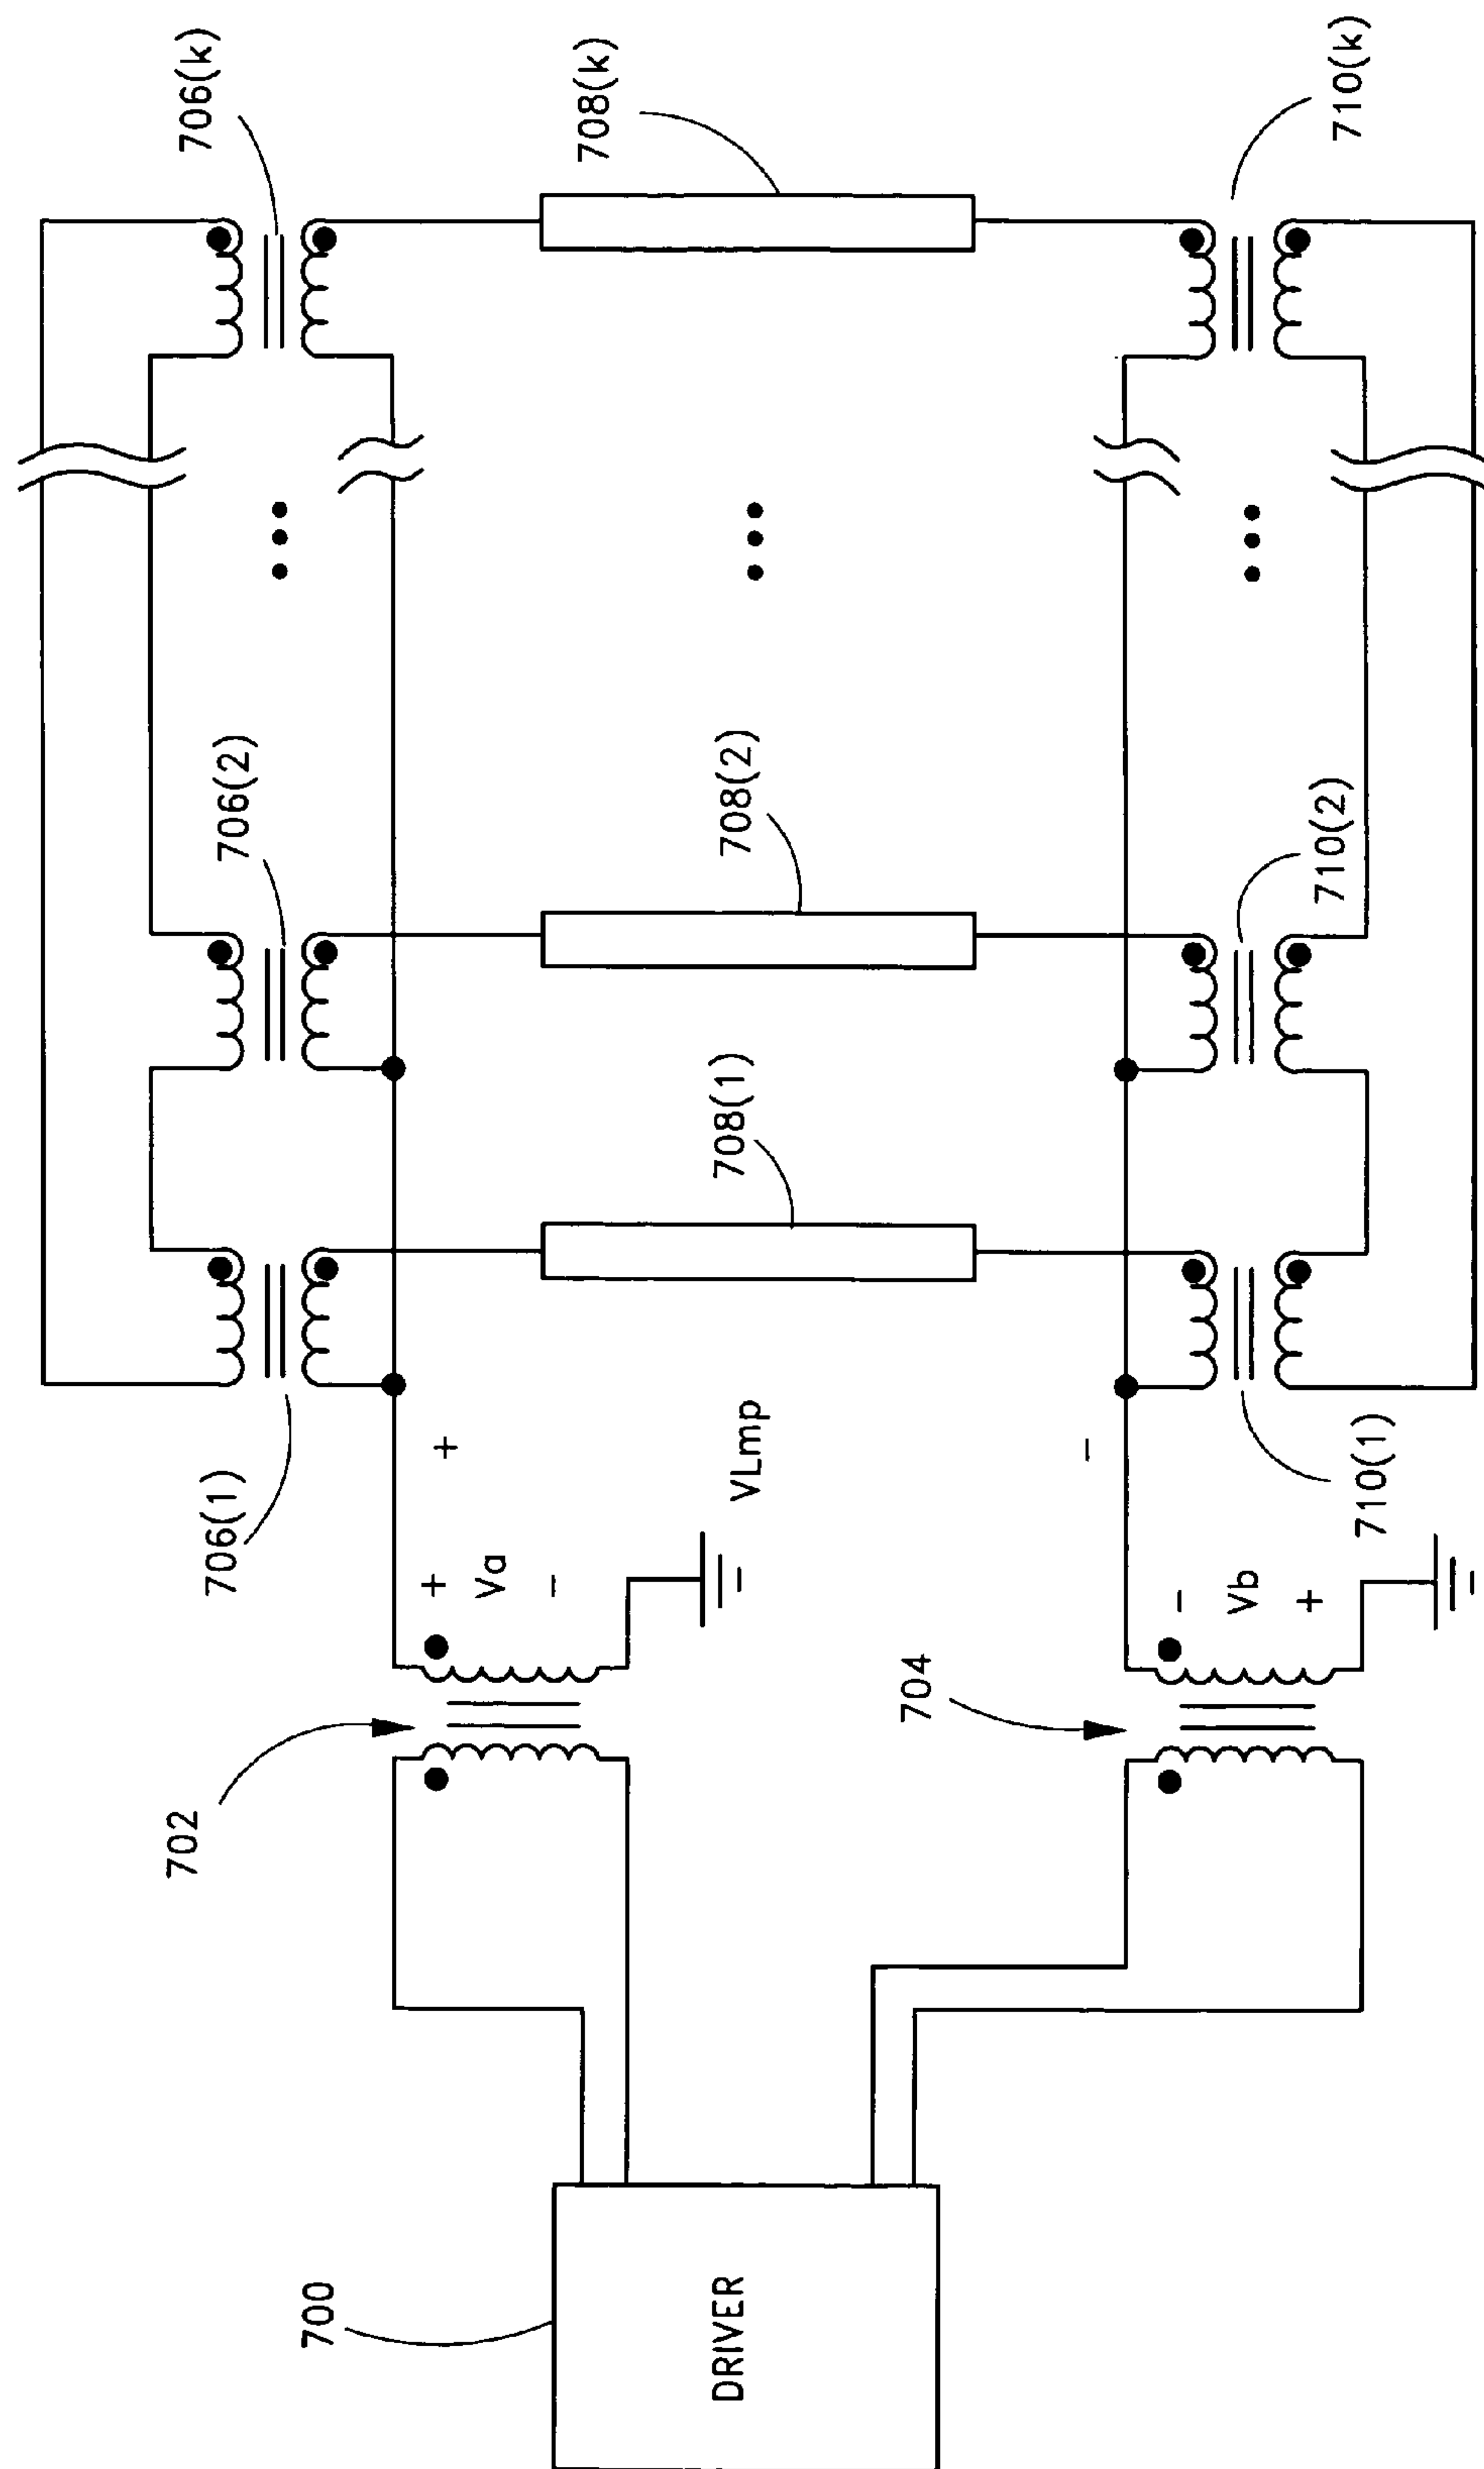 700
DRIVER
702
704
+
Va
-
-
Vb
+
+
VLmp
-
706(1)
706(2)
706(k)
708(1)
708(2)
708(k)
710(1)
710(2)
710(k)